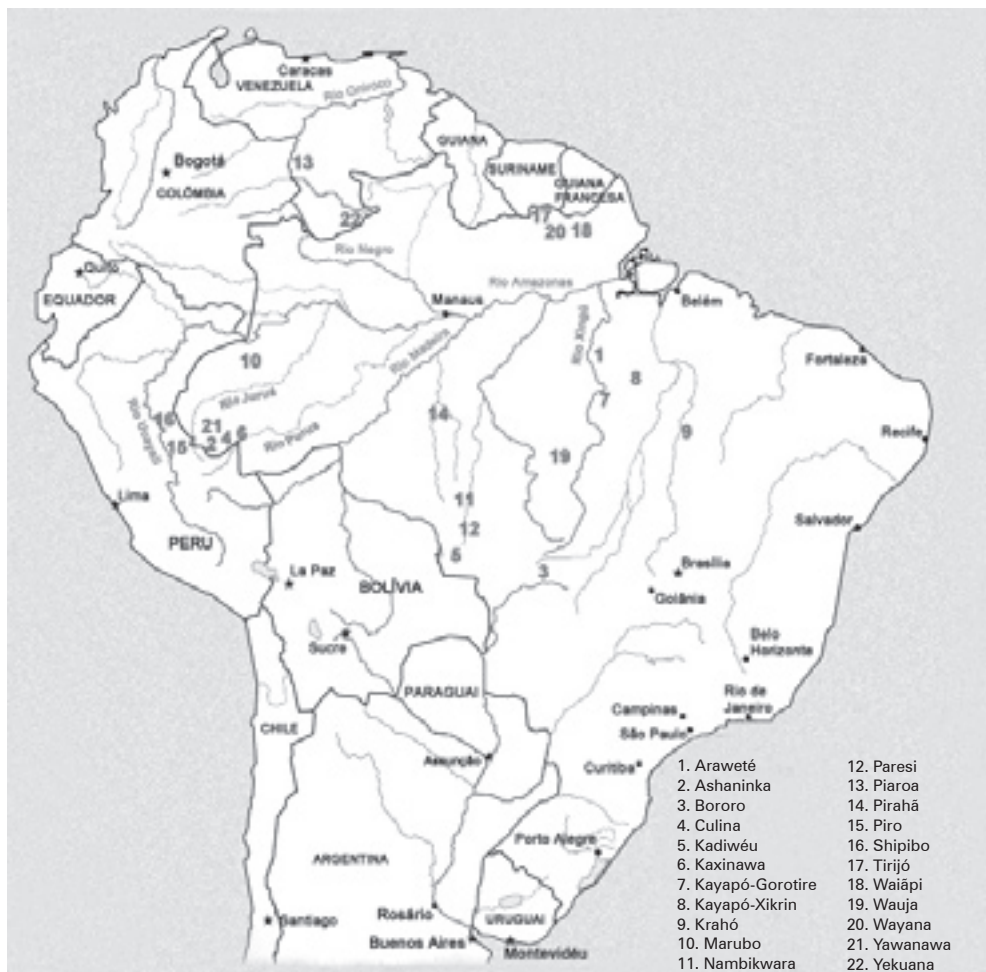 Caracas
VENEZUELA
Rio Orinoco
GUIANA
Bogotá
13
SURINAME
COLÔMBIA
GUIANA
FRANCESA
22
17
20 18
Rio Negro
Quito
Rio Amazonas
EQUADOR
Manaus
Belém
Rio Madeira
Rio Xingú
10
1
Fortaleza
8
Rio Juruá
7
16
14
21
9
Rio Purus
Recife
15
2 4 6
19
Lima
11
Salvador
12
PERU
5
Brasília
La Paz
3
BOLÍVIA
Goiânia
Sucre
Belo
Horizonte
PARAGUAI
Rio de
Janeiro
Campinas
CHILE
São Paulo
Assunção
Curitiba
Porto Alegre
ARGENTINA
Santiago
Rosário
URUGUAI
Buenos Aires
Montevidéu
1. Araweté
2. Ashaninka
3. Bororo
4. Culina
5. Kadiwéu
6. Kaxinawa
7. Kayapó-Gorotire
8. Kayapó-Xikrin
9. Krahó
10. Marubo
11. Nambikwara
12. Paresi
13. Piaroa
14. Pirahã
15. Piro
16. Shipibo
17. Tirijó
18. Waiãpi
19. Wauja
20. Wayana
21. Yawanawa
22. Yekuana